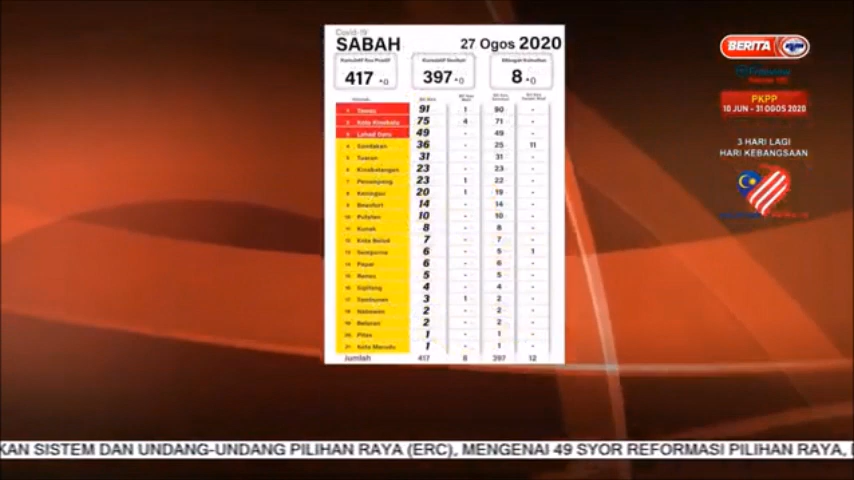 Covid-19
SABAH
27 Ogos 2020
417 +0
397 +0
8 +0
1 Tawau 91 1 90 -
2 Kota Kinabalu 75 4 71 -
3 Lahad Datu 49 - 49 -
4 Sandakan 36 - 25 11
5 Tuaran 31 - 31 -
6 Kinabatangan 23 - 23 -
7 Penampang 23 1 22 -
8 Keningau 20 1 19 -
9 Beaufort 14 - 14 -
10 Putatan 10 - 10 -
11 Kunak 8 - 8 -
12 Kota Belud 7 - 7 -
13 Semporna 6 - 5 1
14 Papar 6 - 6 -
15 Ranau 5 - 5 -
16 Sipitang 4 - 4 -
17 Tambunan 3 1 2 -
18 Nabawan 2 - 2 -
19 Beluran 2 - 2 -
20 Pitas 1 - 1 -
21 Kota Marudu 1 - 1 -
Jumlah 417 8 397 12
BERITA
PKPP
10 JUN - 31 OGOS 2020
3 HARI LAGI
HARI KEBANGSAAN
KAN SISTEM DAN UNDANG-UNDANG PILIHAN RAYA (ERC), MENGENAI 49 SYOR REFORMASI PILIHAN RAYA,